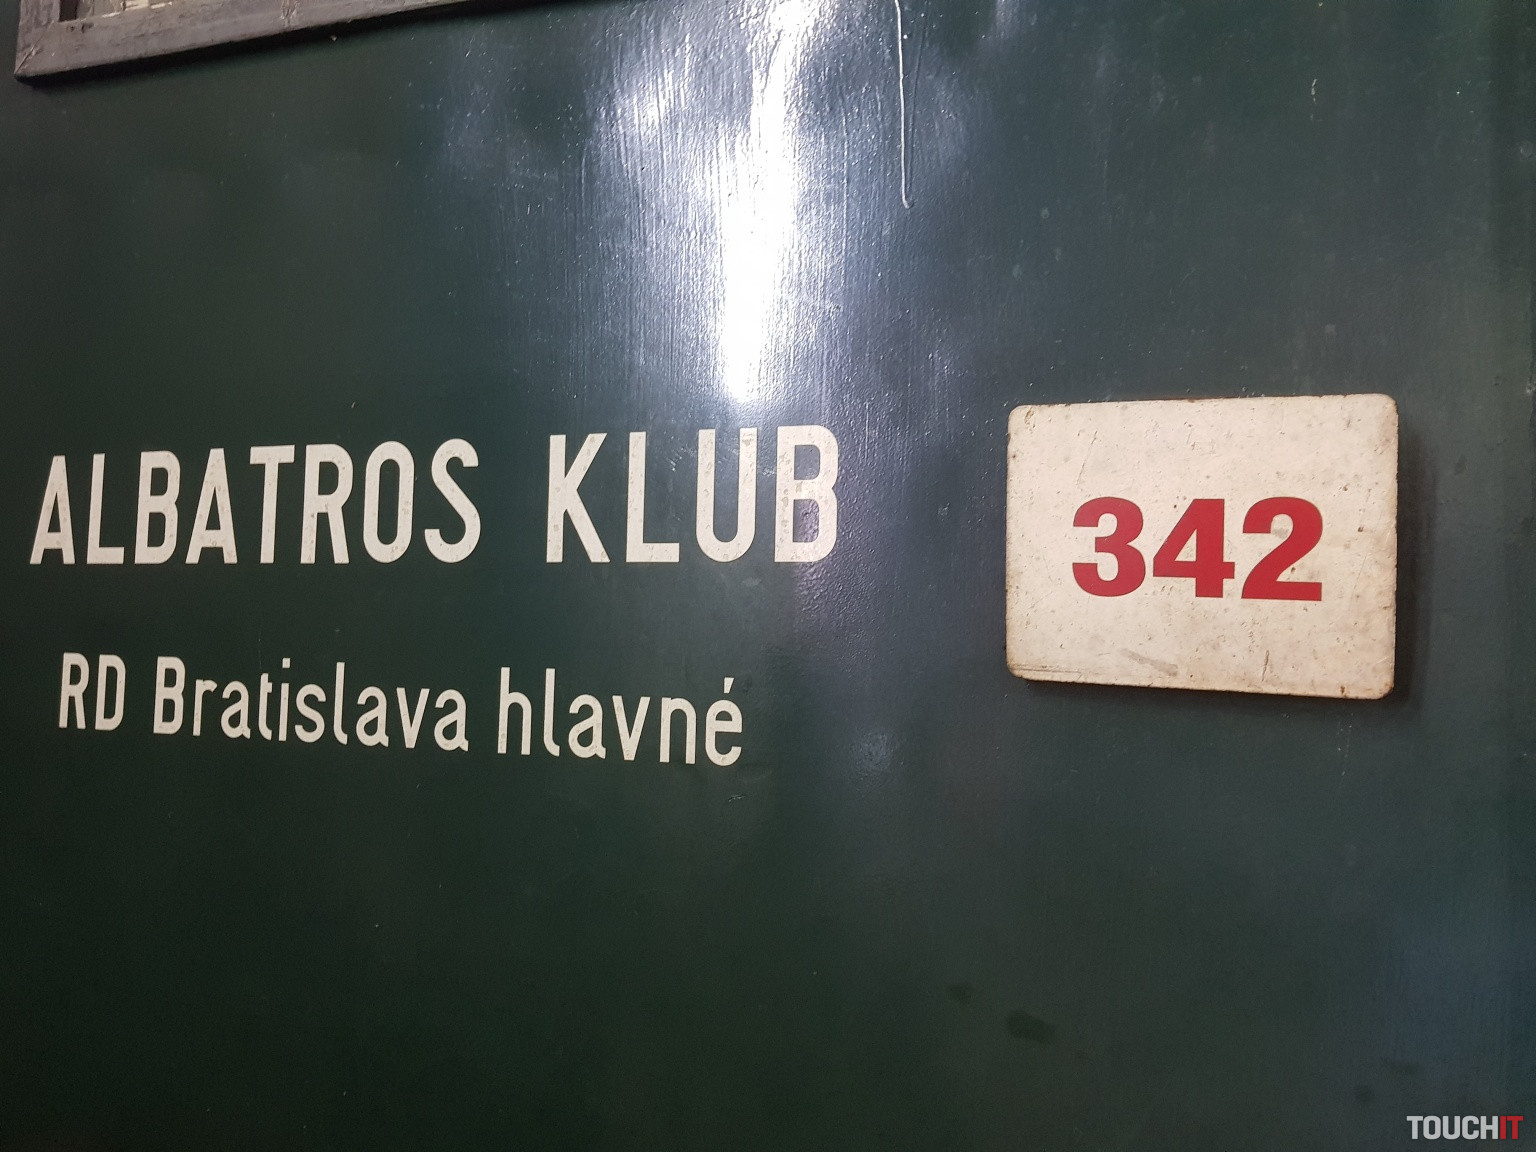 ALBATROS KLUB
342
RD Bratislava hlavné
TOUCHIT